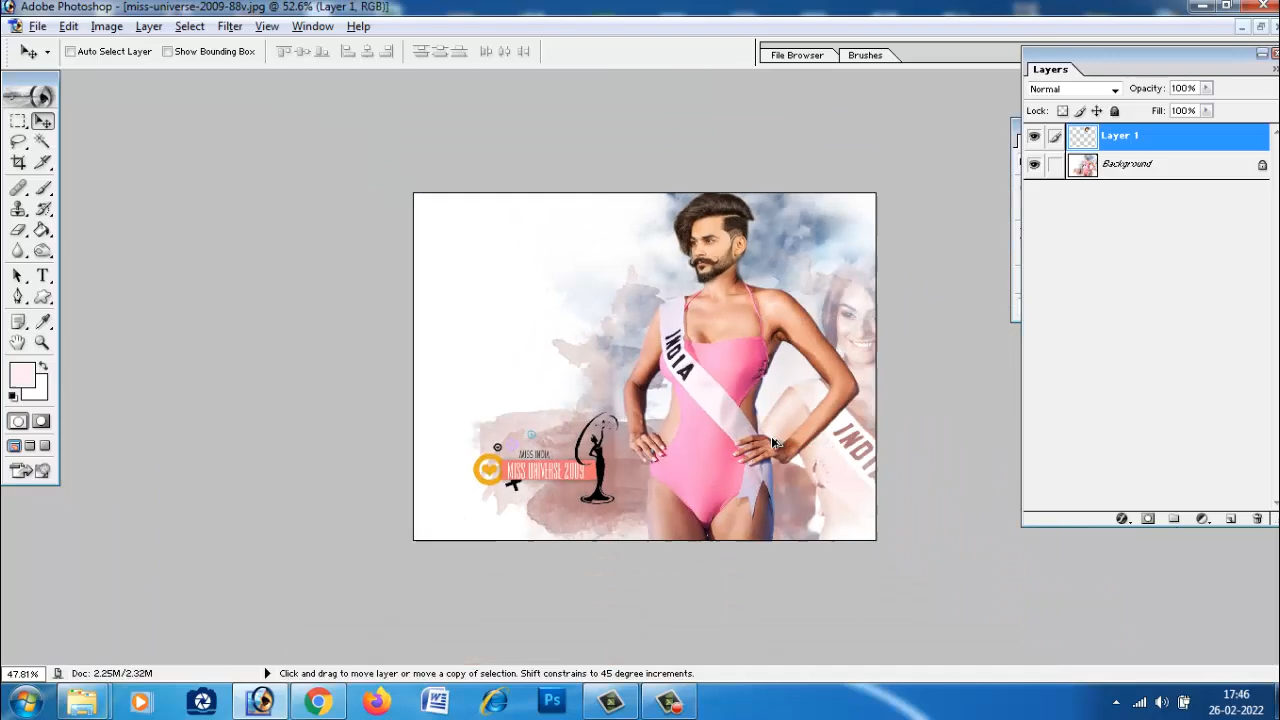 Adobe Photoshop - [miss-universe-2009-88v.jpg @ 52.6% (Layer 1, RGB)]
File Edit Image Layer Select Filter View Window Help
Auto Select Layer Show Bounding Box
File Browser Brushes
Layers
Normal Opacity: 100%
Lock: Fill: 100%
Layer 1
Background
INDIA
INDIA
MISS INDIA
MISS UNIVERSE 2009
47.81% Doc: 2.25M/2.32M Click and drag to move layer or move a copy of selection. Shift constrains to 45 degree increments.
Ps
17:46
26-02-2022